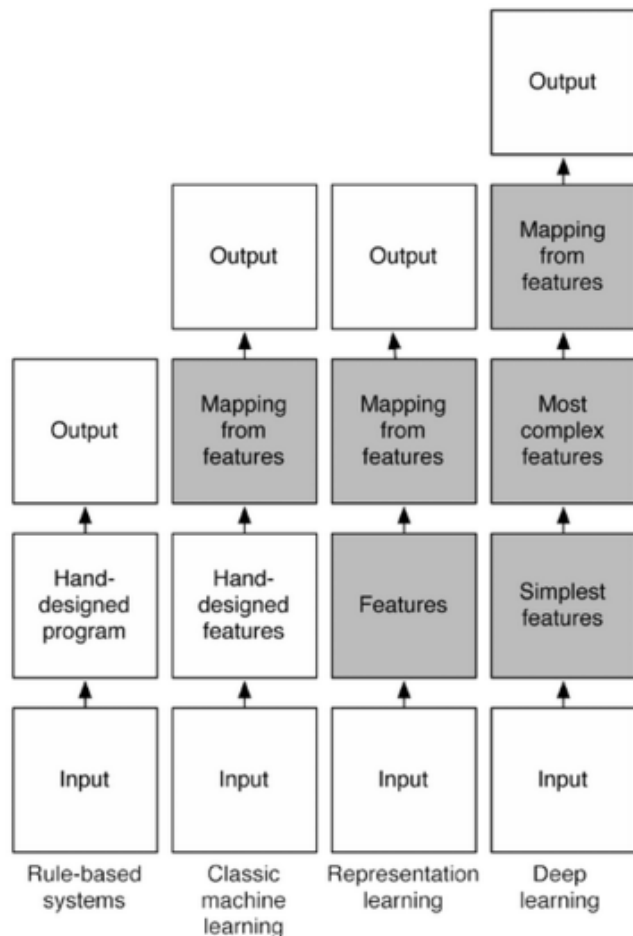 Output
Output
Output
Mapping
from
features
Output
Mapping
from
features
Mapping
from
features
Most
complex
features
Hand-
designed
program
Hand-
designed
features
Features
Simplest
features
Input
Input
Input
Input
Rule-based
systems
Classic
machine
learning
Representation
learning
Deep
learning